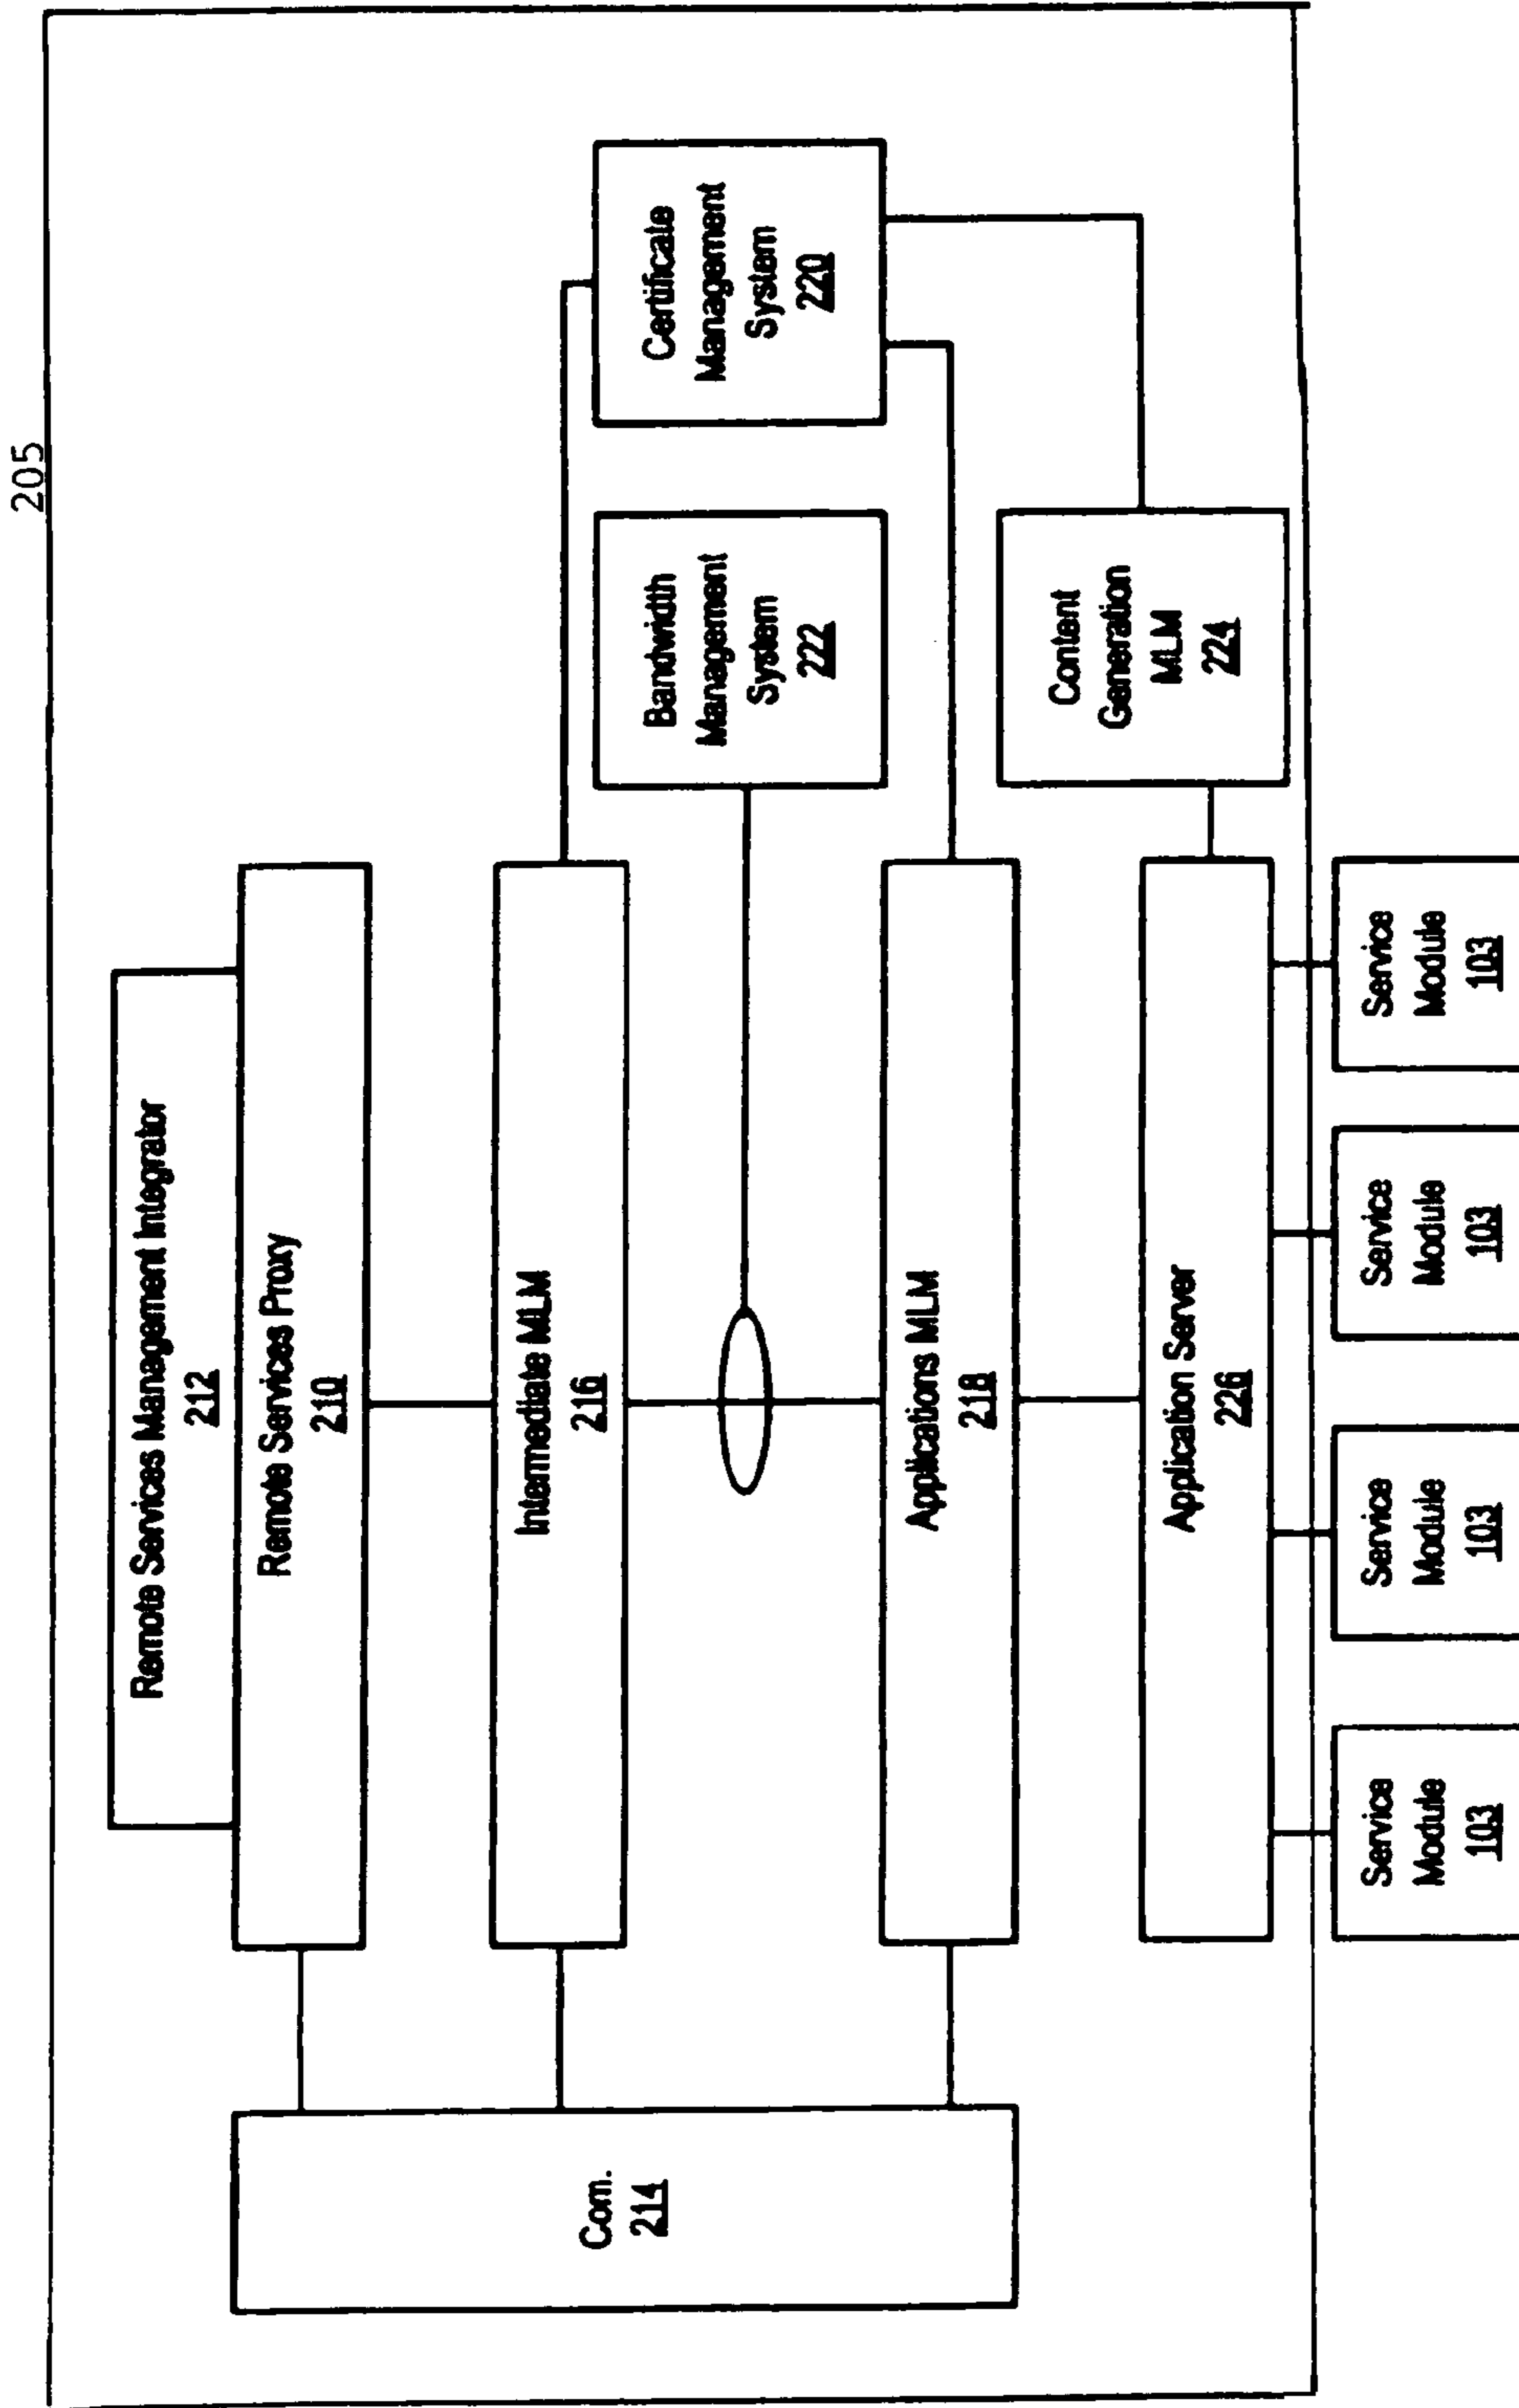 205
Remote Services Management Integrator
212
Remote Services Proxy
210
Com.
214
Intermediate MLM
216
Certificate
Management
System
220
Bandwidth
Management
System
222
Applications MLM
218
Content
Generation
MLM
224
Application Server
226
Service
Module
103
Service
Module
103
Service
Module
103
Service
Module
103